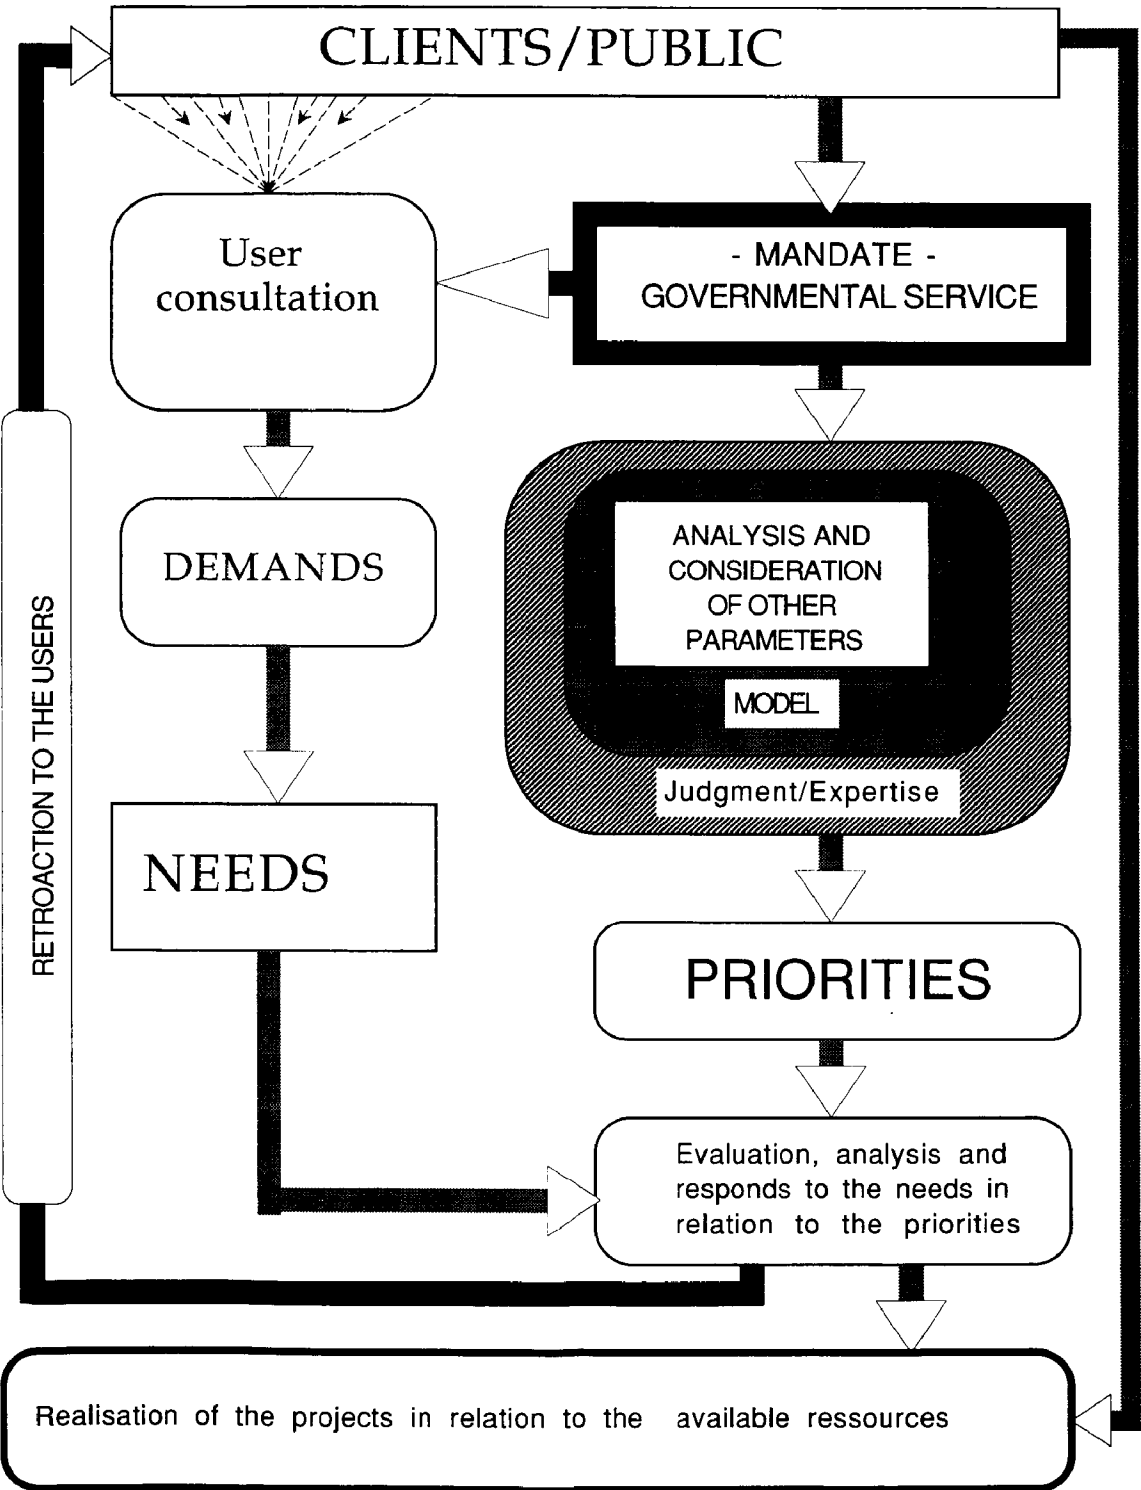 CLIENTS/PUBLIC
User
consultation
- MANDATE -
GOVERNMENTAL SERVICE
DEMANDS
ANALYSIS AND
CONSIDERATION
OF OTHER
PARAMETERS
MODEL
Judgment/Expertise
RETROACTION TO THE USERS
NEEDS
PRIORITIES
Evaluation, analysis and
responds to the needs in
relation to the priorities
Realisation of the projects in relation to the available ressources